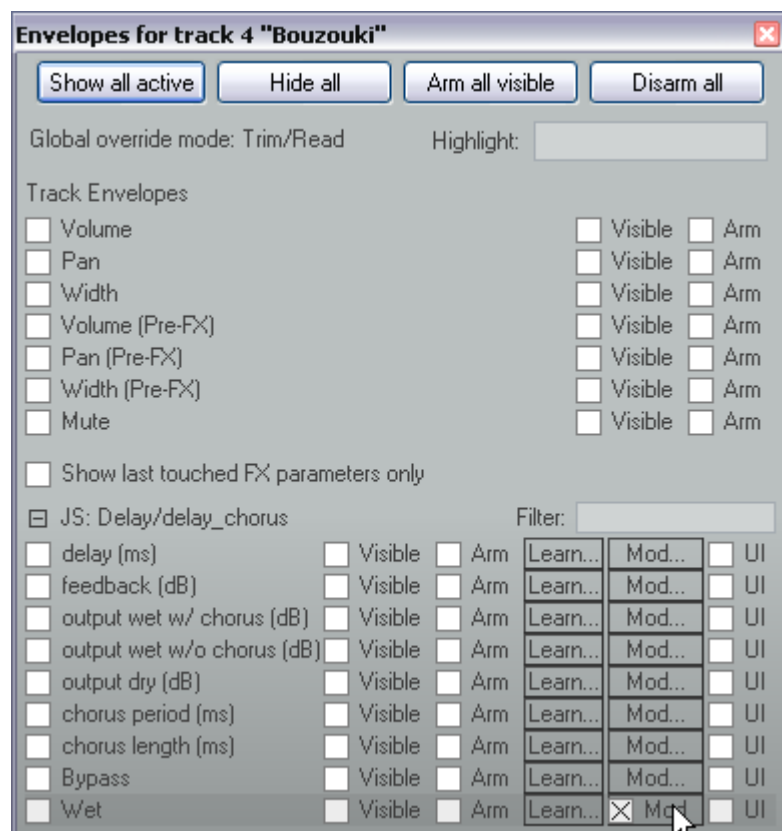 Envelopes for track 4 "Bouzouki"
Show all active Hide all Arm all visible Disarm all
Global override mode: Trim/Read Highlight:
Track Envelopes
Volume Visible Arm
Pan Visible Arm
Width Visible Arm
Volume (Pre-FX) Visible Arm
Pan (Pre-FX) Visible Arm
Width (Pre-FX) Visible Arm
Mute Visible Arm
Show last touched FX parameters only
JS: Delay/delay_chorus Filter:
delay (ms) Visible Arm Learn... Mod... UI
feedback (dB) Visible Arm Learn... Mod... UI
output wet w/ chorus (dB) Visible Arm Learn... Mod... UI
output wet w/o chorus (dB) Visible Arm Learn... Mod... UI
output dry (dB) Visible Arm Learn... Mod... UI
chorus period (ms) Visible Arm Learn... Mod... UI
chorus length (ms) Visible Arm Learn... Mod... UI
Bypass Visible Arm Learn... Mod... UI
Wet Visible Arm Learn... Mod UI